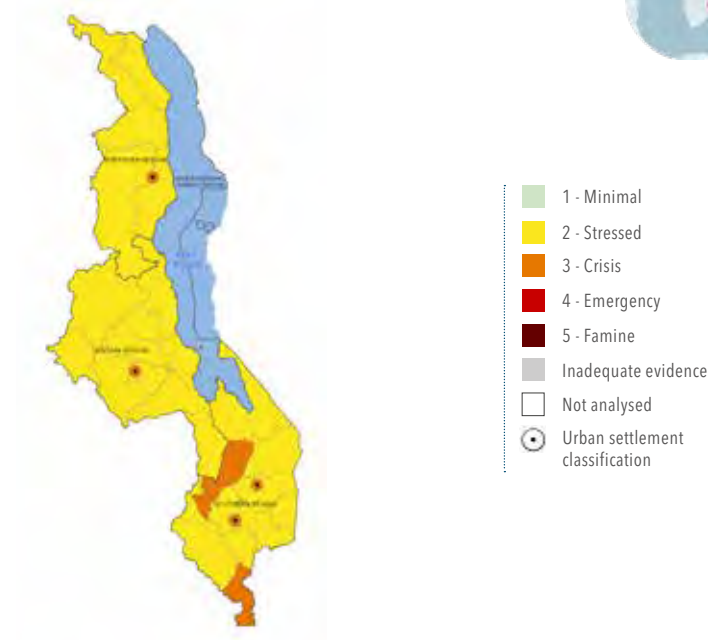 1 - Minimal
2 - Stressed
3 - Crisis
4 - Emergency
5 - Famine
Inadequate evidence
Not analysed
Urban settlement
classification